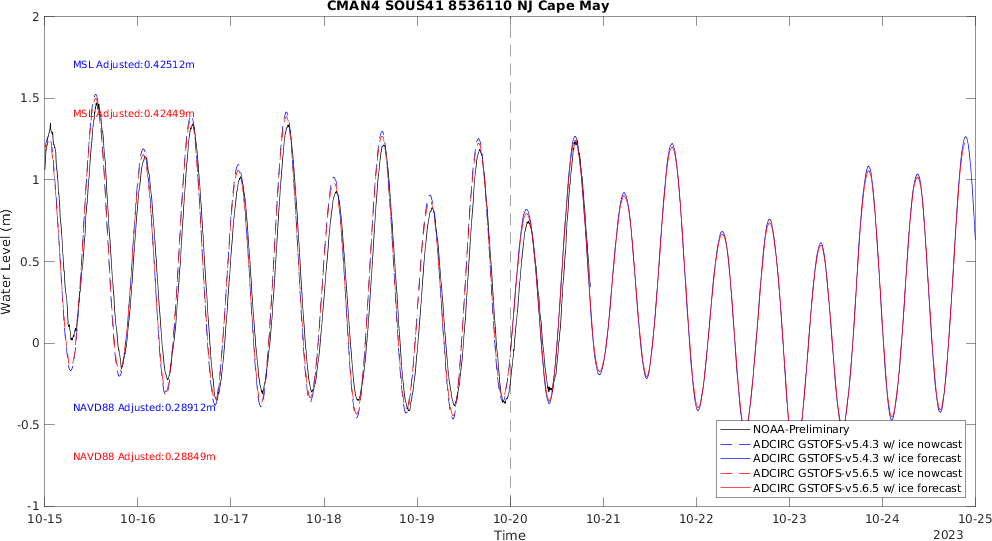 CMAN4 SOUS41 8536110 NJ Cape May
2
1.5
1
0.5
0
-0.5
-1
Water Level (m)
MSL Adjusted:0.42512m
MSL Adjusted:0.42449m
NAVD88 Adjusted:0.28912m
NAVD88 Adjusted:0.28849m
NOAA-Preliminary
ADCIRC GSTOFS-v5.4.3 w/ ice nowcast
ADCIRC GSTOFS-v5.4.3 w/ ice forecast
ADCIRC GSTOFS-v5.6.5 w/ ice nowcast
ADCIRC GSTOFS-v5.6.5 w/ ice forecast
10-15 10-16 10-17 10-18 10-19 10-20 10-21 10-22 10-23 10-24 10-25
Time
2023